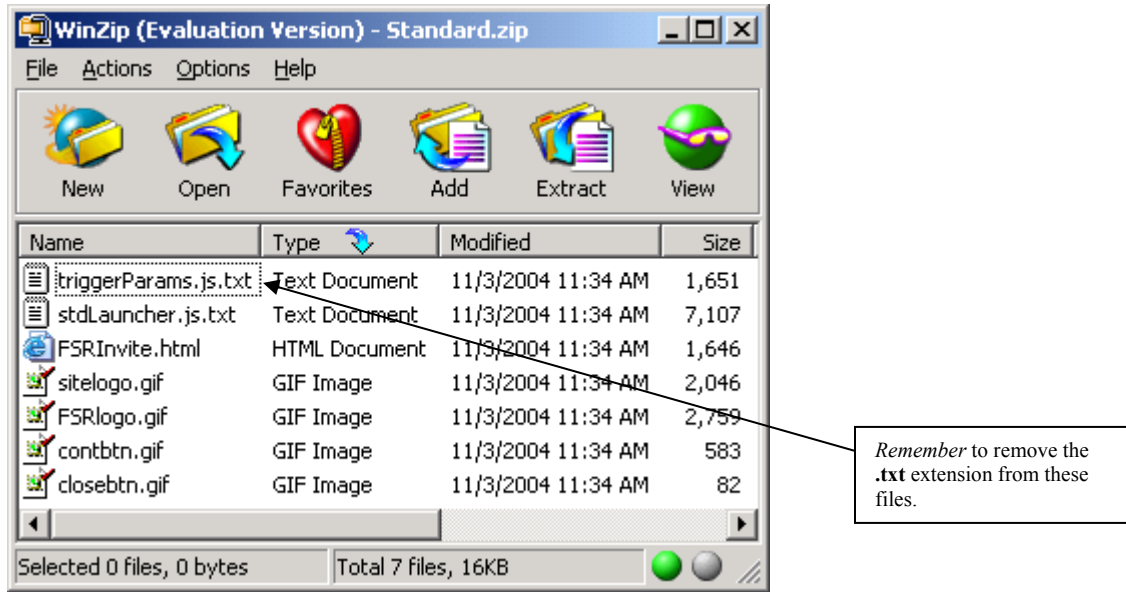 WinZip (Evaluation Version) - Standard.zip
File Actions Options Help
New Open Favorites Add Extract View
Name Type Modified Size
triggerParams.js.txt Text Document 11/3/2004 11:34 AM 1,651
stdLauncher.js.txt Text Document 11/3/2004 11:34 AM 7,107
FSRInvite.html HTML Document 11/3/2004 11:34 AM 1,646
sitelogo.gif GIF Image 11/3/2004 11:34 AM 2,046
FSRlogo.gif GIF Image 11/3/2004 11:34 AM 2,759
contbtn.gif GIF Image 11/3/2004 11:34 AM 583
closebtn.gif GIF Image 11/3/2004 11:34 AM 82
Selected 0 files, 0 bytes Total 7 files, 16KB
Remember to remove the
.txt extension from these
files.